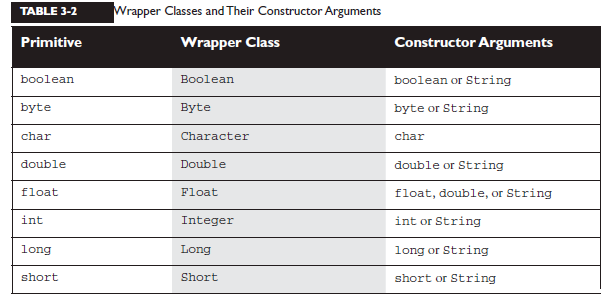 TABLE 3-2 Wrapper Classes and Their Constructor Arguments
Primitive Wrapper Class Constructor Arguments
boolean Boolean boolean or String
byte Byte byte or String
char Character char
double Double double or String
float Float float, double, or String
int Integer int or String
long Long long or String
short Short short or String